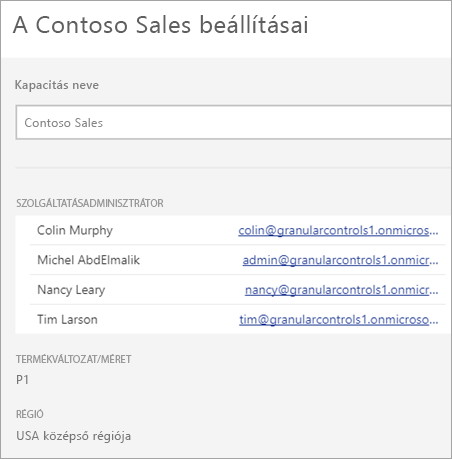 A Contoso Sales beállításai
Kapacitás neve
Contoso Sales
SZOLGÁLTATÁSADMINISZTRÁTOR
Colin Murphy colin@granularcontrols1.onmicros...
Michel AbdElmalik admin@granularcontrols1.onmicr...
Nancy Leary nancy@granularcontrols1.onmicr...
Tim Larson tim@granularcontrols1.onmicroso...
TERMÉKVÁLTOZAT/MÉRET
P1
RÉGIÓ
USA középső régiója